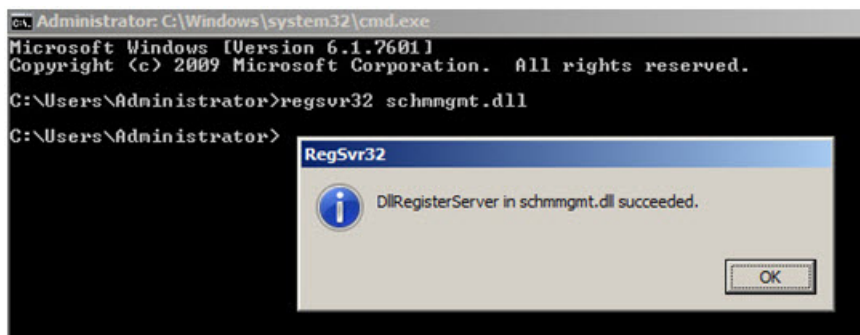 Administrator: C:\Windows\system32\cmd.exe
Microsoft Windows [Version 6.1.7601]
Copyright (c) 2009 Microsoft Corporation.  All rights reserved.
C:\Users\Administrator>regsvr32 schmmgmt.dll
C:\Users\Administrator>
RegSvr32
DllRegisterServer in schmmgmt.dll succeeded.
OK